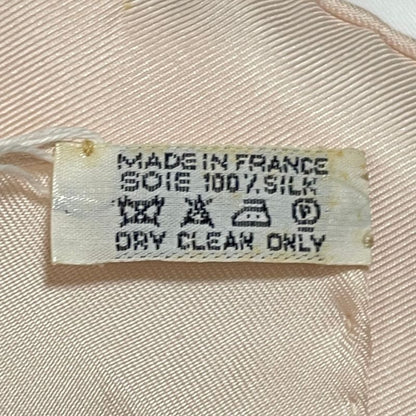 MADE IN FRANCE
SOIE 100% SILK
P
DRY CLEAN ONLY